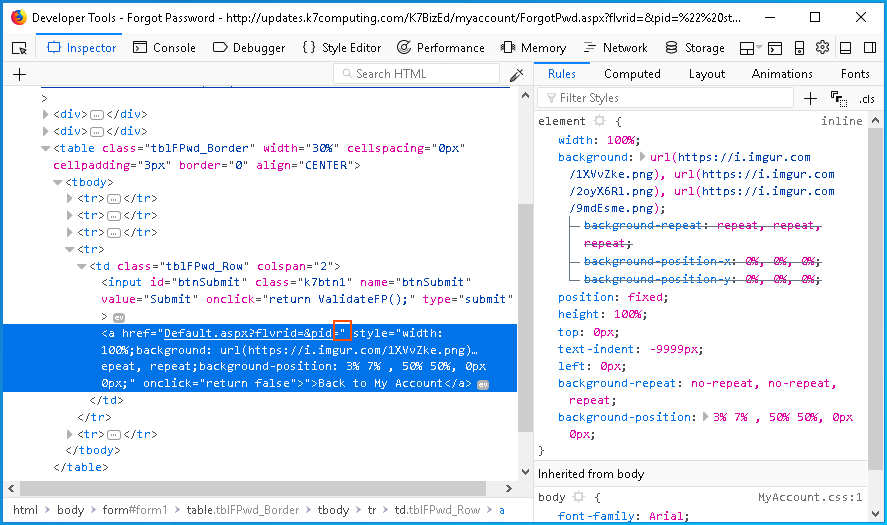 Developer Tools - Forgot Password - http://updates.k7computing.com/K7BizEd/myaccount/ForgotPwd.aspx?flvrid=&pid=%22%20st...
Inspector Console Debugger Style Editor Performance Memory Network Storage
+ Search HTML
Rules Computed Layout Animations Fonts
Filter Styles + .cls
>
<div>...</div>
<div>...</div>
<table class="tblFPwd_Border" width="30%" cellspacing="0px"
cellpadding="3px" border="0" align="CENTER">
<tbody>
<tr>...</tr>
<tr>...</tr>
<tr>...</tr>
<tr>
<td class="tblFPwd_Row" colspan="2">
<input id="btnSubmit" class="k7btn1" name="btnSubmit"
value="Submit" onclick="return ValidateFP();" type="submit"
> ev
<a href="Default.aspx?flvrid=&pid=" style="width:
100%;background: url(https://i.imgur.com/1XVvZke.png)…
epeat, repeat;background-position: 3% 7% , 50% 50%, 0px
0px;" onclick="return false">">Back to My Account</a> ev
</td>
</tr>
<tr>...</tr>
</tbody>
</table>
html > body > form#form1 > table.tblFPwd_Border > tbody > tr > td.tblFPwd_Row > a
element { inline
width: 100%;
background: url(https://i.imgur.com
/1XVvZke.png), url(https://i.imgur.com
/2oyX6Rl.png), url(https://i.imgur.com
/9mdEsme.png);
background-repeat: repeat, repeat,
repeat;
background-position-x: 0%, 0%, 0%;
background-position-y: 0%, 0%, 0%;
position: fixed;
height: 100%;
top: 0px;
text-indent: -9999px;
left: 0px;
background-repeat: no-repeat, no-repeat,
repeat;
background-position: 3% 7% , 50% 50%, 0px
0px;
}
Inherited from body
body { MyAccount.css:1
font-family: Arial;